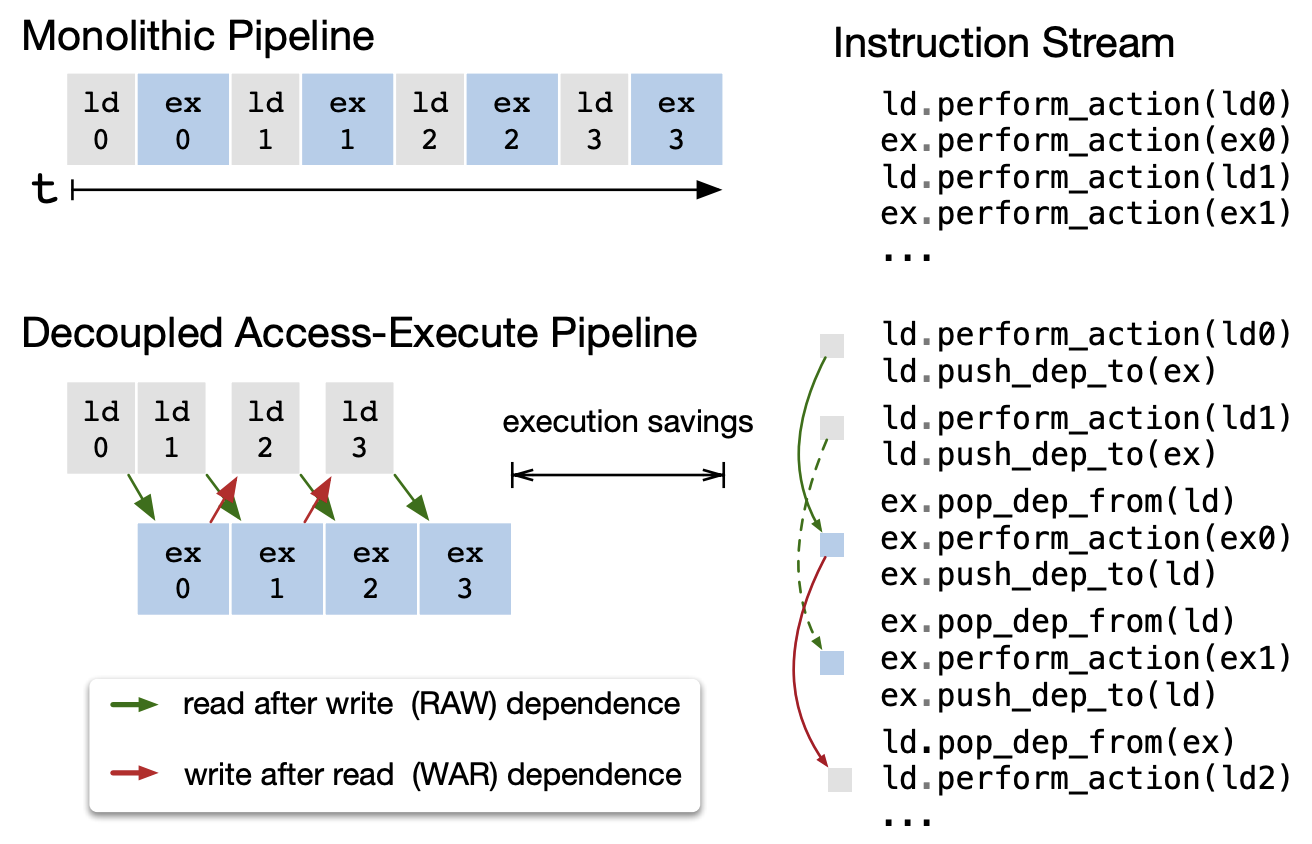 Monolithic Pipeline
ld ex ld ex ld ex ld ex
0 0 1 1 2 2 3 3
t
Instruction Stream
ld.perform_action(ld0)
ex.perform_action(ex0)
ld.perform_action(ld1)
ex.perform_action(ex1)
...
Decoupled Access-Execute Pipeline
ld ld ld ld
0 1 2 3
execution savings
ex ex ex ex
0 1 2 3
read after write (RAW) dependence
write after read (WAR) dependence
ld.perform_action(ld0)
ld.push_dep_to(ex)
ld.perform_action(ld1)
ld.push_dep_to(ex)
ex.pop_dep_from(ld)
ex.perform_action(ex0)
ex.push_dep_to(ld)
ex.pop_dep_from(ld)
ex.perform_action(ex1)
ex.push_dep_to(ld)
ld.pop_dep_from(ex)
ld.perform_action(ld2)
...